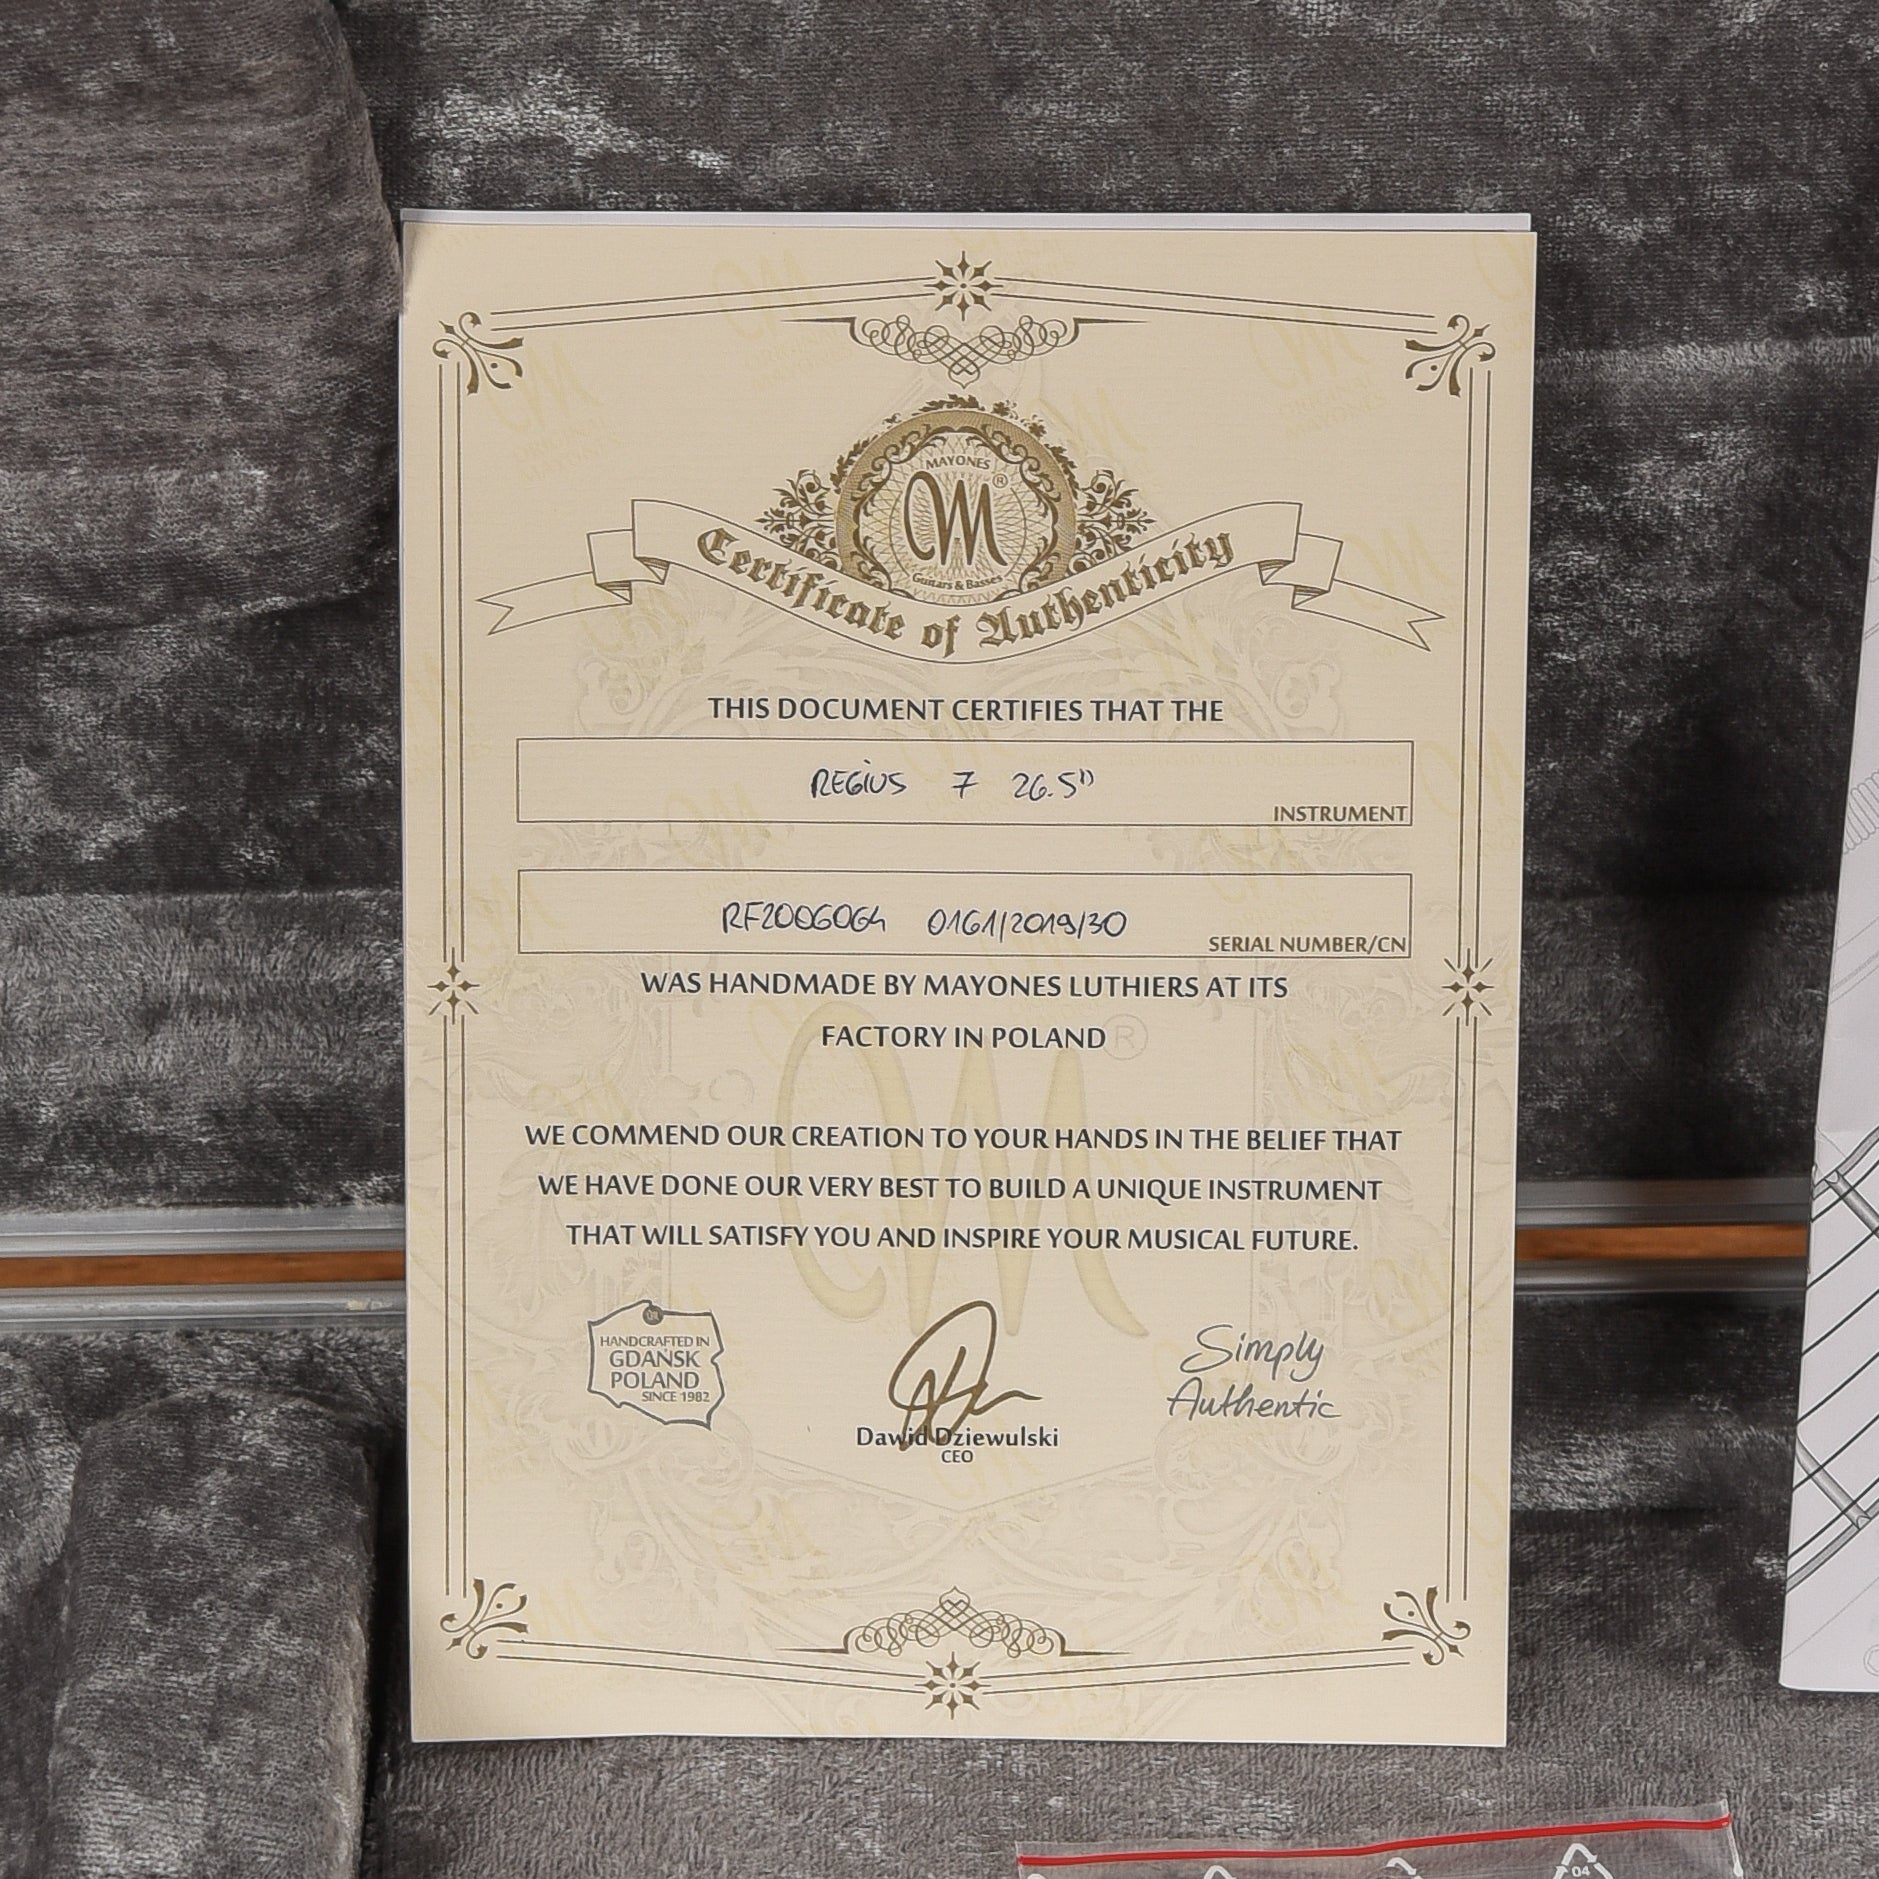 MAYONES
M®
Guitars & Basses
Certificate of Authenticity
THIS DOCUMENT CERTIFIES THAT THE
REGiUS 7 26.5"
INSTRUMENT
RF2006064 0161/2019/30
SERIAL NUMBER/CN
WAS HANDMADE BY MAYONES LUTHIERS AT ITS
FACTORY IN POLAND
WE COMMEND OUR CREATION TO YOUR HANDS IN THE BELIEF THAT
WE HAVE DONE OUR VERY BEST TO BUILD A UNIQUE INSTRUMENT
THAT WILL SATISFY YOU AND INSPIRE YOUR MUSICAL FUTURE.
HANDCRAFTED IN
GDAŃSK
POLAND
SINCE 1982
Dawid Dziewulski
CEO
Simply
Authentic
04